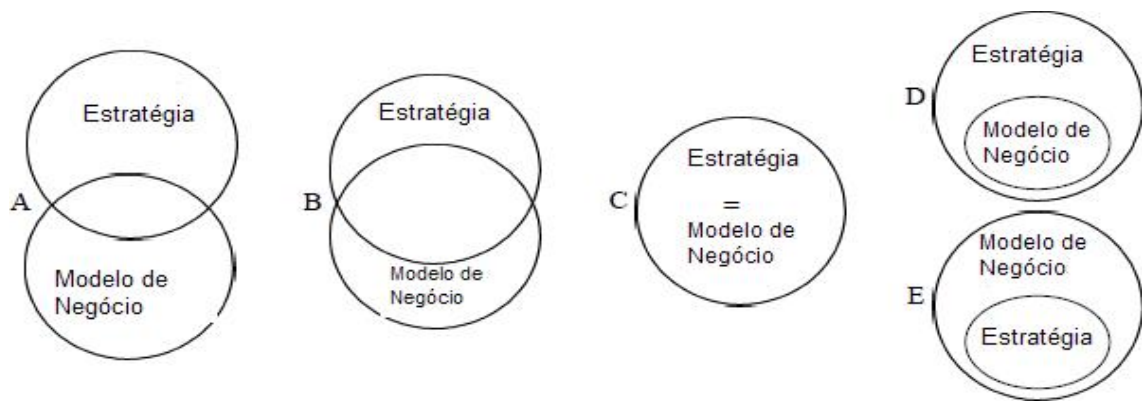 A
Estratégia
Modelo de
Negócio
B
Estratégia
Modelo de
Negócio
C
Estratégia
=
Modelo de
Negócio
D
Estratégia
Modelo de
Negócio
E
Modelo de
Negócio
Estratégia